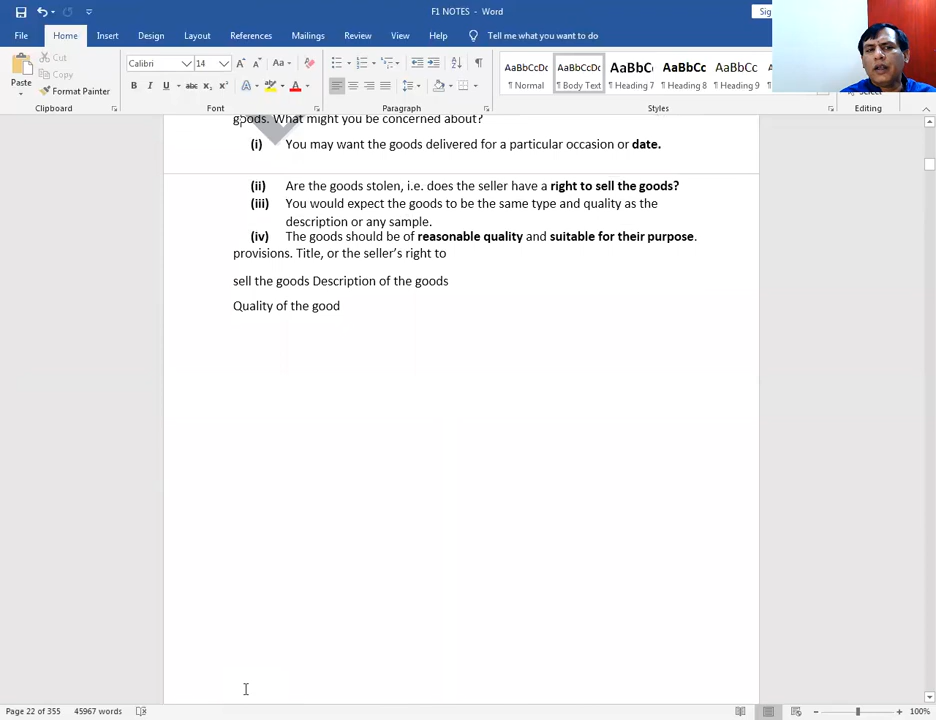 F1 NOTES - Word
Sig
File Home Insert Design Layout References Mailings Review View Help Tell me what you want to do
Paste
Cut
Copy
Format Painter
Clipboard
Calibri 14
Aa
B I U abc x₂ x² A A
Font
Paragraph
AaBbCcDc AaBbCcDc AaBbC AaBbCc AaBbCc
¶ Normal ¶ Body Text Heading 7 Heading 8 Heading 9
Styles
Editing
goods. What might you be concerned about?
(i) You may want the goods delivered for a particular occasion or date.
(ii) Are the goods stolen, i.e. does the seller have a right to sell the goods?
(iii) You would expect the goods to be the same type and quality as the
description or any sample.
(iv) The goods should be of reasonable quality and suitable for their purpose.
provisions. Title, or the seller’s right to
sell the goods Description of the goods
Quality of the good
Page 22 of 355 45967 words 100%